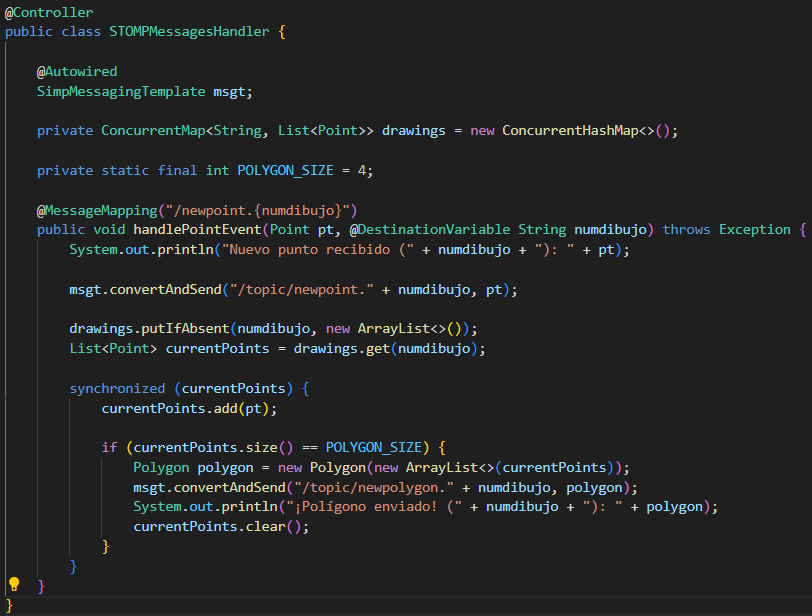 @Controller
public class STOMPMessagesHandler {
@Autowired
SimpMessagingTemplate msgt;
private ConcurrentMap<String, List<Point>> drawings = new ConcurrentHashMap<>();
private static final int POLYGON_SIZE = 4;
@MessageMapping("/newpoint.{numdibujo}")
public void handlePointEvent(Point pt, @DestinationVariable String numdibujo) throws Exception {
System.out.println("Nuevo punto recibido (" + numdibujo + "): " + pt);
msgt.convertAndSend("/topic/newpoint." + numdibujo, pt);
drawings.putIfAbsent(numdibujo, new ArrayList<>());
List<Point> currentPoints = drawings.get(numdibujo);
synchronized (currentPoints) {
currentPoints.add(pt);
if (currentPoints.size() == POLYGON_SIZE) {
Polygon polygon = new Polygon(new ArrayList<>(currentPoints));
msgt.convertAndSend("/topic/newpolygon." + numdibujo, polygon);
System.out.println("¡Polígono enviado! (" + numdibujo + "): " + polygon);
currentPoints.clear();
}
}
}
}